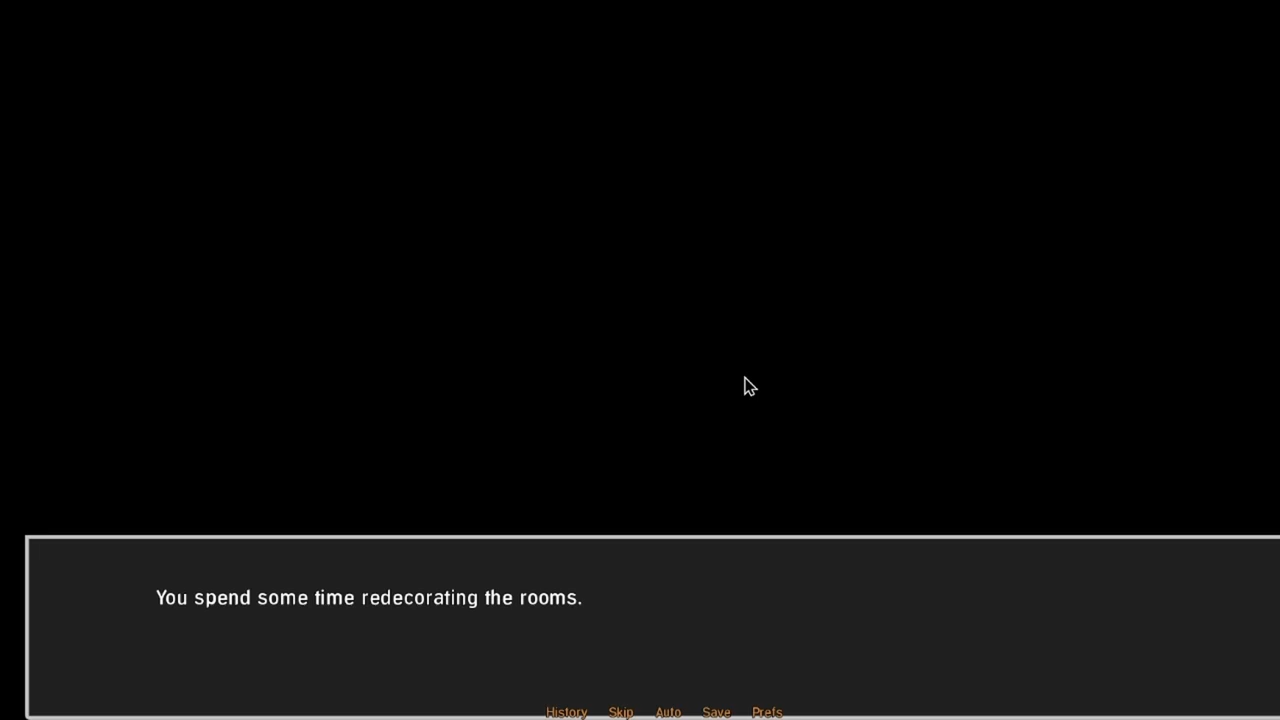 You spend some time redecorating the rooms.
History Skip Auto Save Prefs